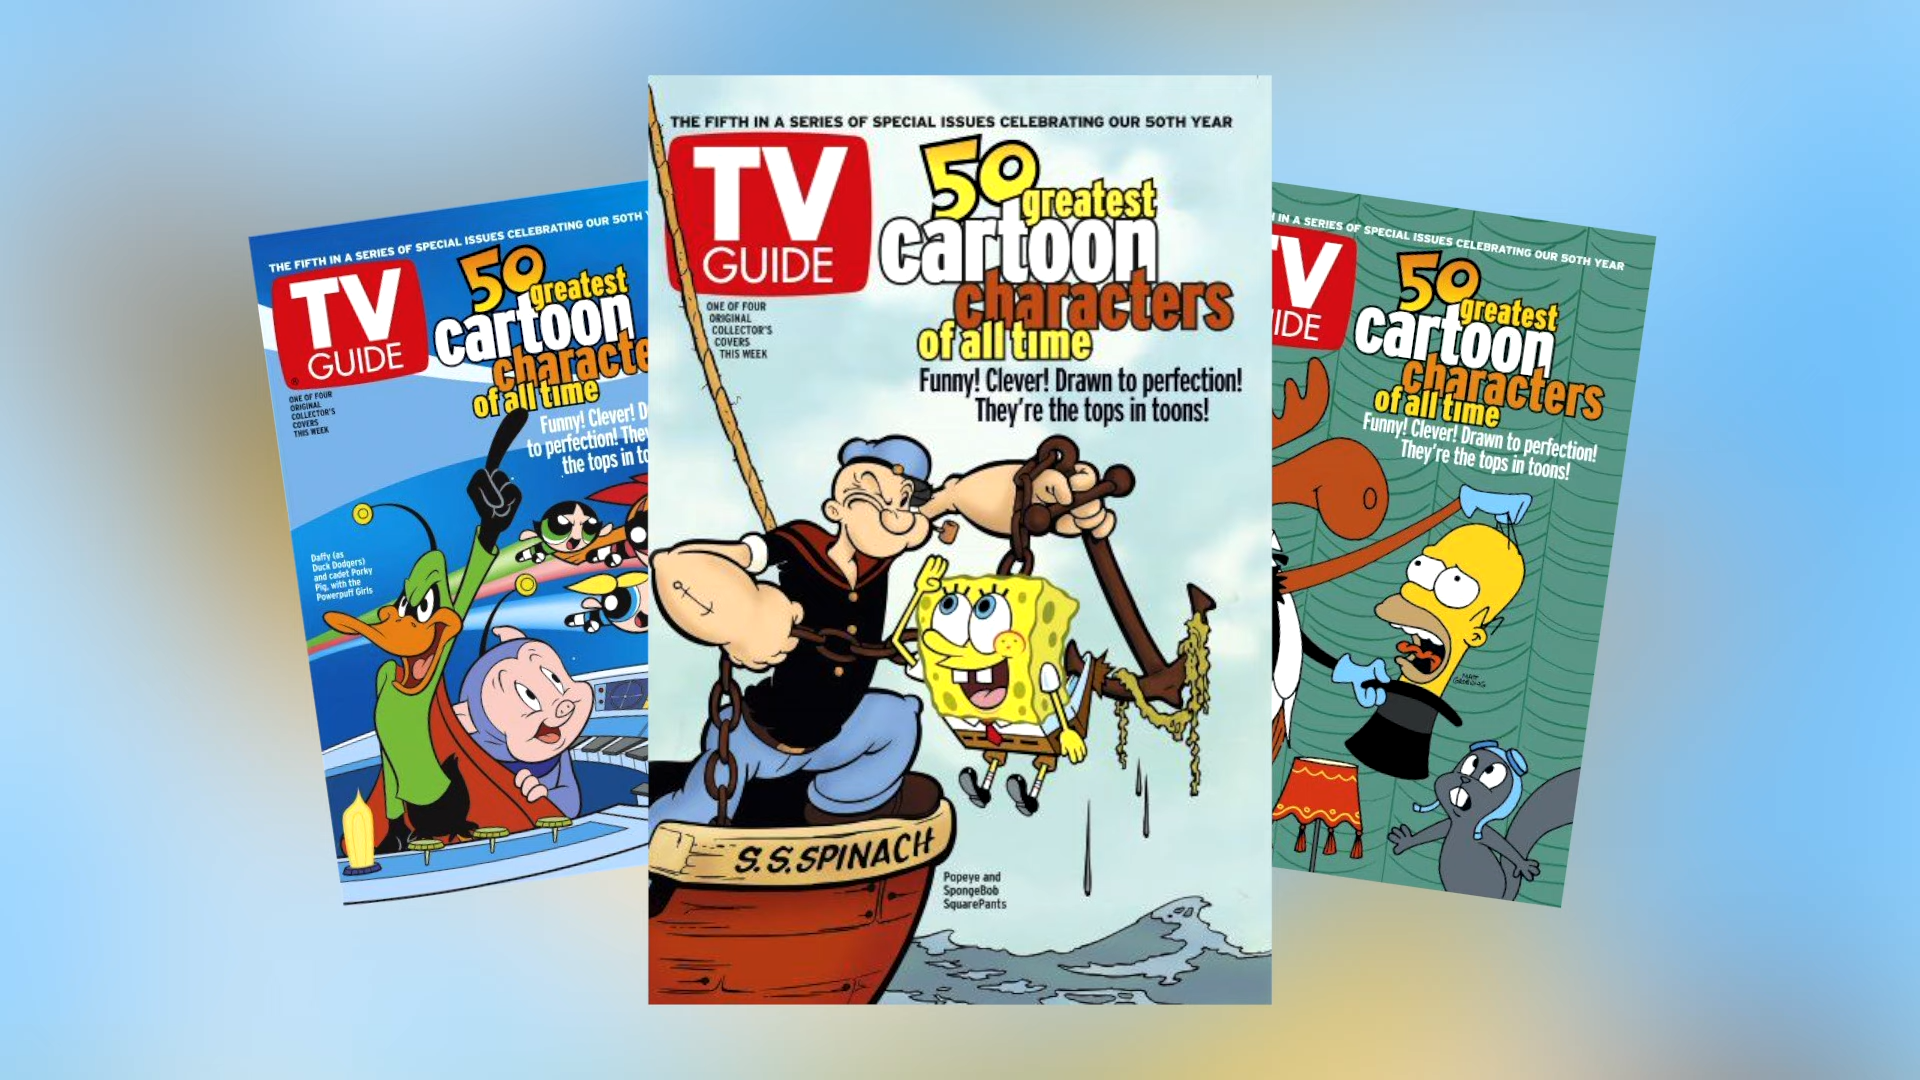 THE FIFTH IN A SERIES OF SPECIAL ISSUES CELEBRATING OUR 50TH
TV
GUIDE
50
greatest
cartoon
of all time
ONE OF FOUR
ORIGINAL
COLLECTOR'S
COVERS
THIS WEEK
Funny! Clever!
to perfection!
the tops in
Daffy (as
Duck Dodgers)
and cadet Porky
Pig, with the
Powerpuff Girls
THE FIFTH IN A SERIES OF SPECIAL ISSUES CELEBRATING OUR 50TH YEAR
TV
GUIDE
50
greatest
cartoon
characters
of all time
ONE OF FOUR
ORIGINAL
COLLECTOR'S
COVERS
THIS WEEK
Funny! Clever! Drawn to perfection!
They're the tops in toons!
S.S. SPINACH
Popeye and
SpongeBob
SquarePants
IN A SERIES OF SPECIAL ISSUES CELEBRATING OUR 50TH YEAR
V
IDE
50
greatest
cartoon
characters
of all time
Funny! Clever! Drawn to perfection!
They're the tops in toons!
MATT
GROENING